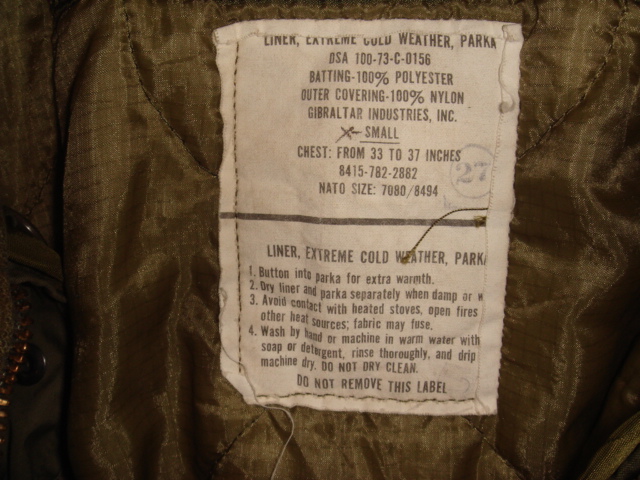 LINER, EXTREME COLD WEATHER, PARKA
DSA 100-73-C-0156
BATTING-100% POLYESTER
OUTER COVERING-100% NYLON
GIBRALTAR INDUSTRIES, INC.
SMALL
CHEST: FROM 33 TO 37 INCHES
27
8415-782-2882
NATO SIZE: 7080/8494
LINER, EXTREME COLD WEATHER, PARKA
1. Button into parka for extra warmth.
2. Dry liner and parka separately when damp or w
3. Avoid contact with heated stoves, open fires
other heat sources; fabric may fuse.
4. Wash by hand or machine in warm water with
soap or detergent, rinse thoroughly, and drip
machine dry. DO NOT DRY CLEAN.
DO NOT REMOVE THIS LABEL